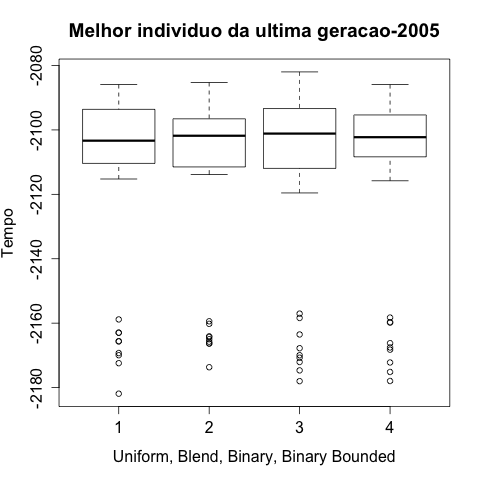 Melhor individuo da ultima geracao-2005
Tempo
-2080
-2100
-2120
-2140
-2160
-2180
1 2 3 4
Uniform, Blend, Binary, Binary Bounded